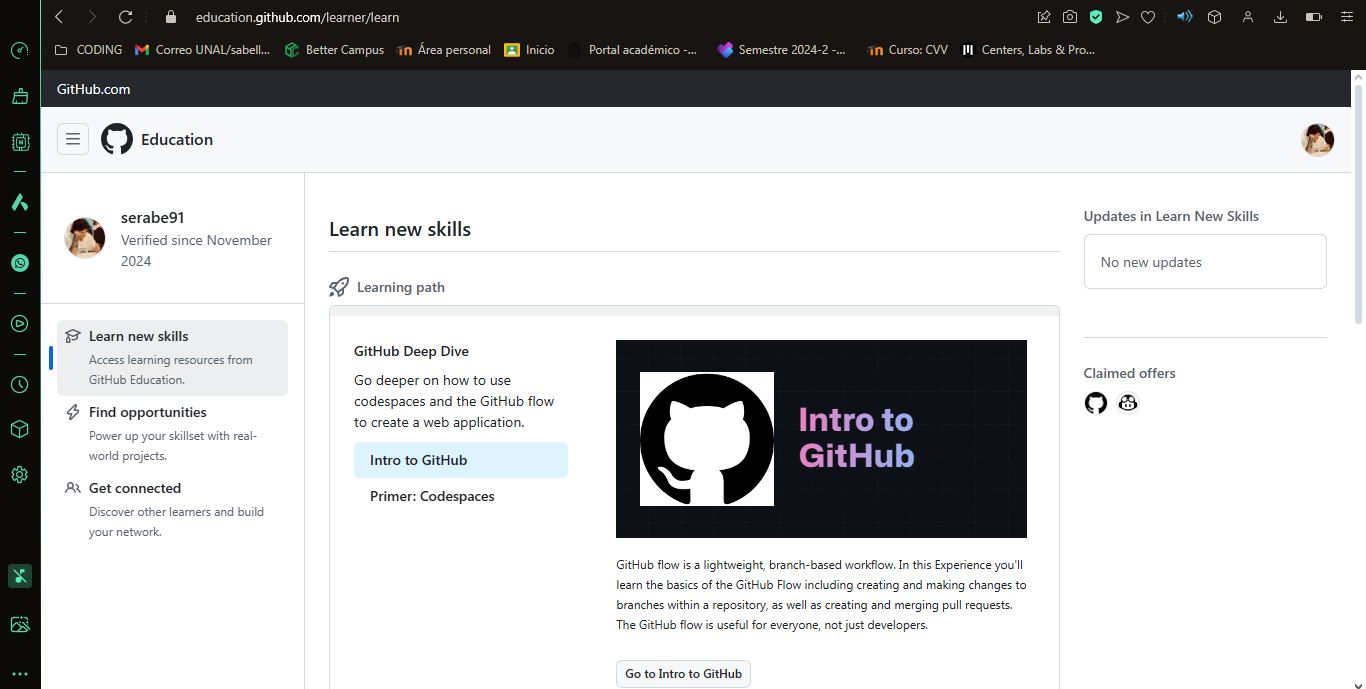 education.github.com/learner/learn
CODING
Correo UNAL/sabell...
Better Campus
Área personal
Inicio
Portal académico -...
Semestre 2024-2 -...
Curso: CVV
Centers, Labs & Pro...
GitHub.com
Education
serabe91
Verified since November
2024
Learn new skills
Access learning resources from
GitHub Education.
Find opportunities
Power up your skillset with real-
world projects.
Get connected
Discover other learners and build
your network.
Learn new skills
Learning path
GitHub Deep Dive
Go deeper on how to use
codespaces and the GitHub flow
to create a web application.
Intro to GitHub
Primer: Codespaces
Intro to
GitHub
GitHub flow is a lightweight, branch-based workflow. In this Experience you'll
learn the basics of the GitHub Flow including creating and making changes to
branches within a repository, as well as creating and merging pull requests.
The GitHub flow is useful for everyone, not just developers.
Go to Intro to GitHub
Updates in Learn New Skills
No new updates
Claimed offers